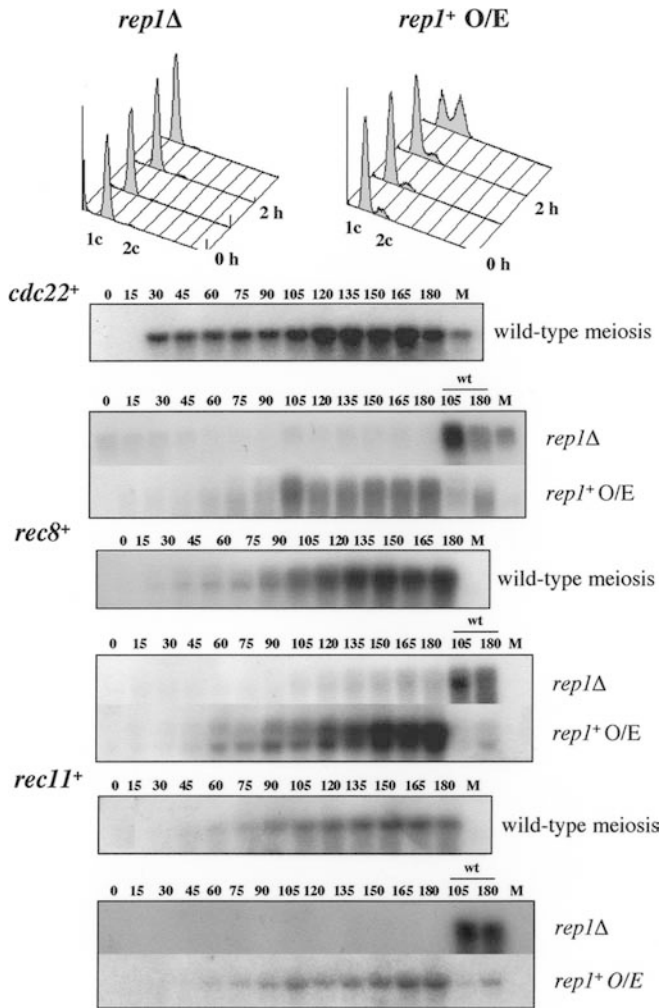 rep1Δ rep1+ O/E
1c 2c 0 h 2 h
1c 2c 0 h 2 h
cdc22+
0 15 30 45 60 75 90 105 120 135 150 165 180 M
wild-type meiosis
wt
0 15 30 45 60 75 90 105 120 135 150 165 180 105 180 M
rep1Δ
rep1+ O/E
rec8+
0 15 30 45 60 75 90 105 120 135 150 165 180 M
wild-type meiosis
wt
0 15 30 45 60 75 90 105 120 135 150 165 180 105 180 M
rep1Δ
rep1+ O/E
rec11+
0 15 30 45 60 75 90 105 120 135 150 165 180 M
wild-type meiosis
wt
0 15 30 45 60 75 90 105 120 135 150 165 180 105 180 M
rep1Δ
rep1+ O/E